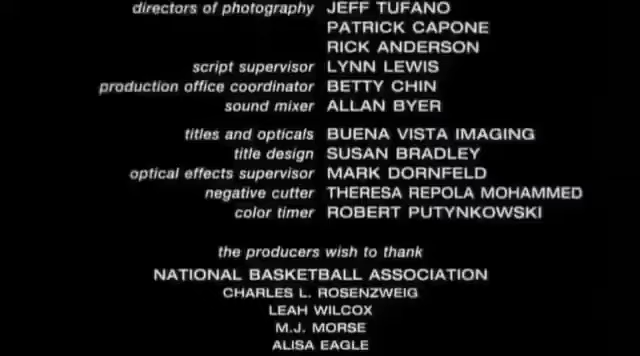 directors of photography JEFF TUFANO
PATRICK CAPONE
RICK ANDERSON
script supervisor LYNN LEWIS
production office coordinator BETTY CHIN
sound mixer ALLAN BYER
titles and opticals BUENA VISTA IMAGING
title design SUSAN BRADLEY
optical effects supervisor MARK DORNFELD
negative cutter THERESA REPOLA MOHAMMED
color timer ROBERT PUTYNKOWSKI
the producers wish to thank
NATIONAL BASKETBALL ASSOCIATION
CHARLES L. ROSENZWEIG
LEAH WILCOX
M.J. MORSE
ALISA EAGLE